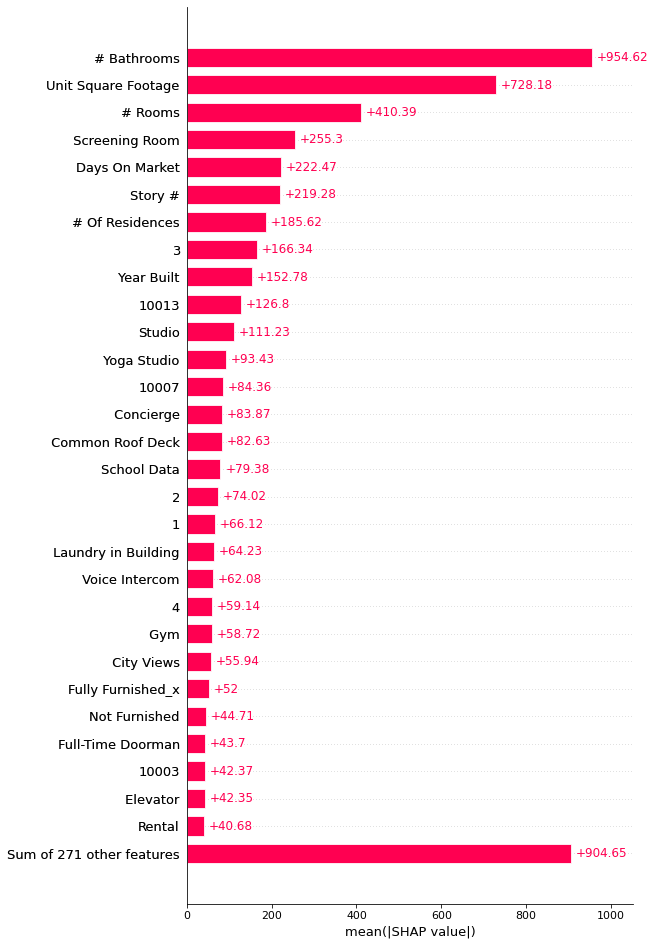 # Bathrooms +954.62
Unit Square Footage +728.18
# Rooms +410.39
Screening Room +255.3
Days On Market +222.47
Story # +219.28
# Of Residences +185.62
3 +166.34
Year Built +152.78
10013 +126.8
Studio +111.23
Yoga Studio +93.43
10007 +84.36
Concierge +83.87
Common Roof Deck +82.63
School Data +79.38
2 +74.02
1 +66.12
Laundry in Building +64.23
Voice Intercom +62.08
4 +59.14
Gym +58.72
City Views +55.94
Fully Furnished_x +52
Not Furnished +44.71
Full-Time Doorman +43.7
10003 +42.37
Elevator +42.35
Rental +40.68
Sum of 271 other features +904.65
0 200 400 600 800 1000
mean(|SHAP value|)